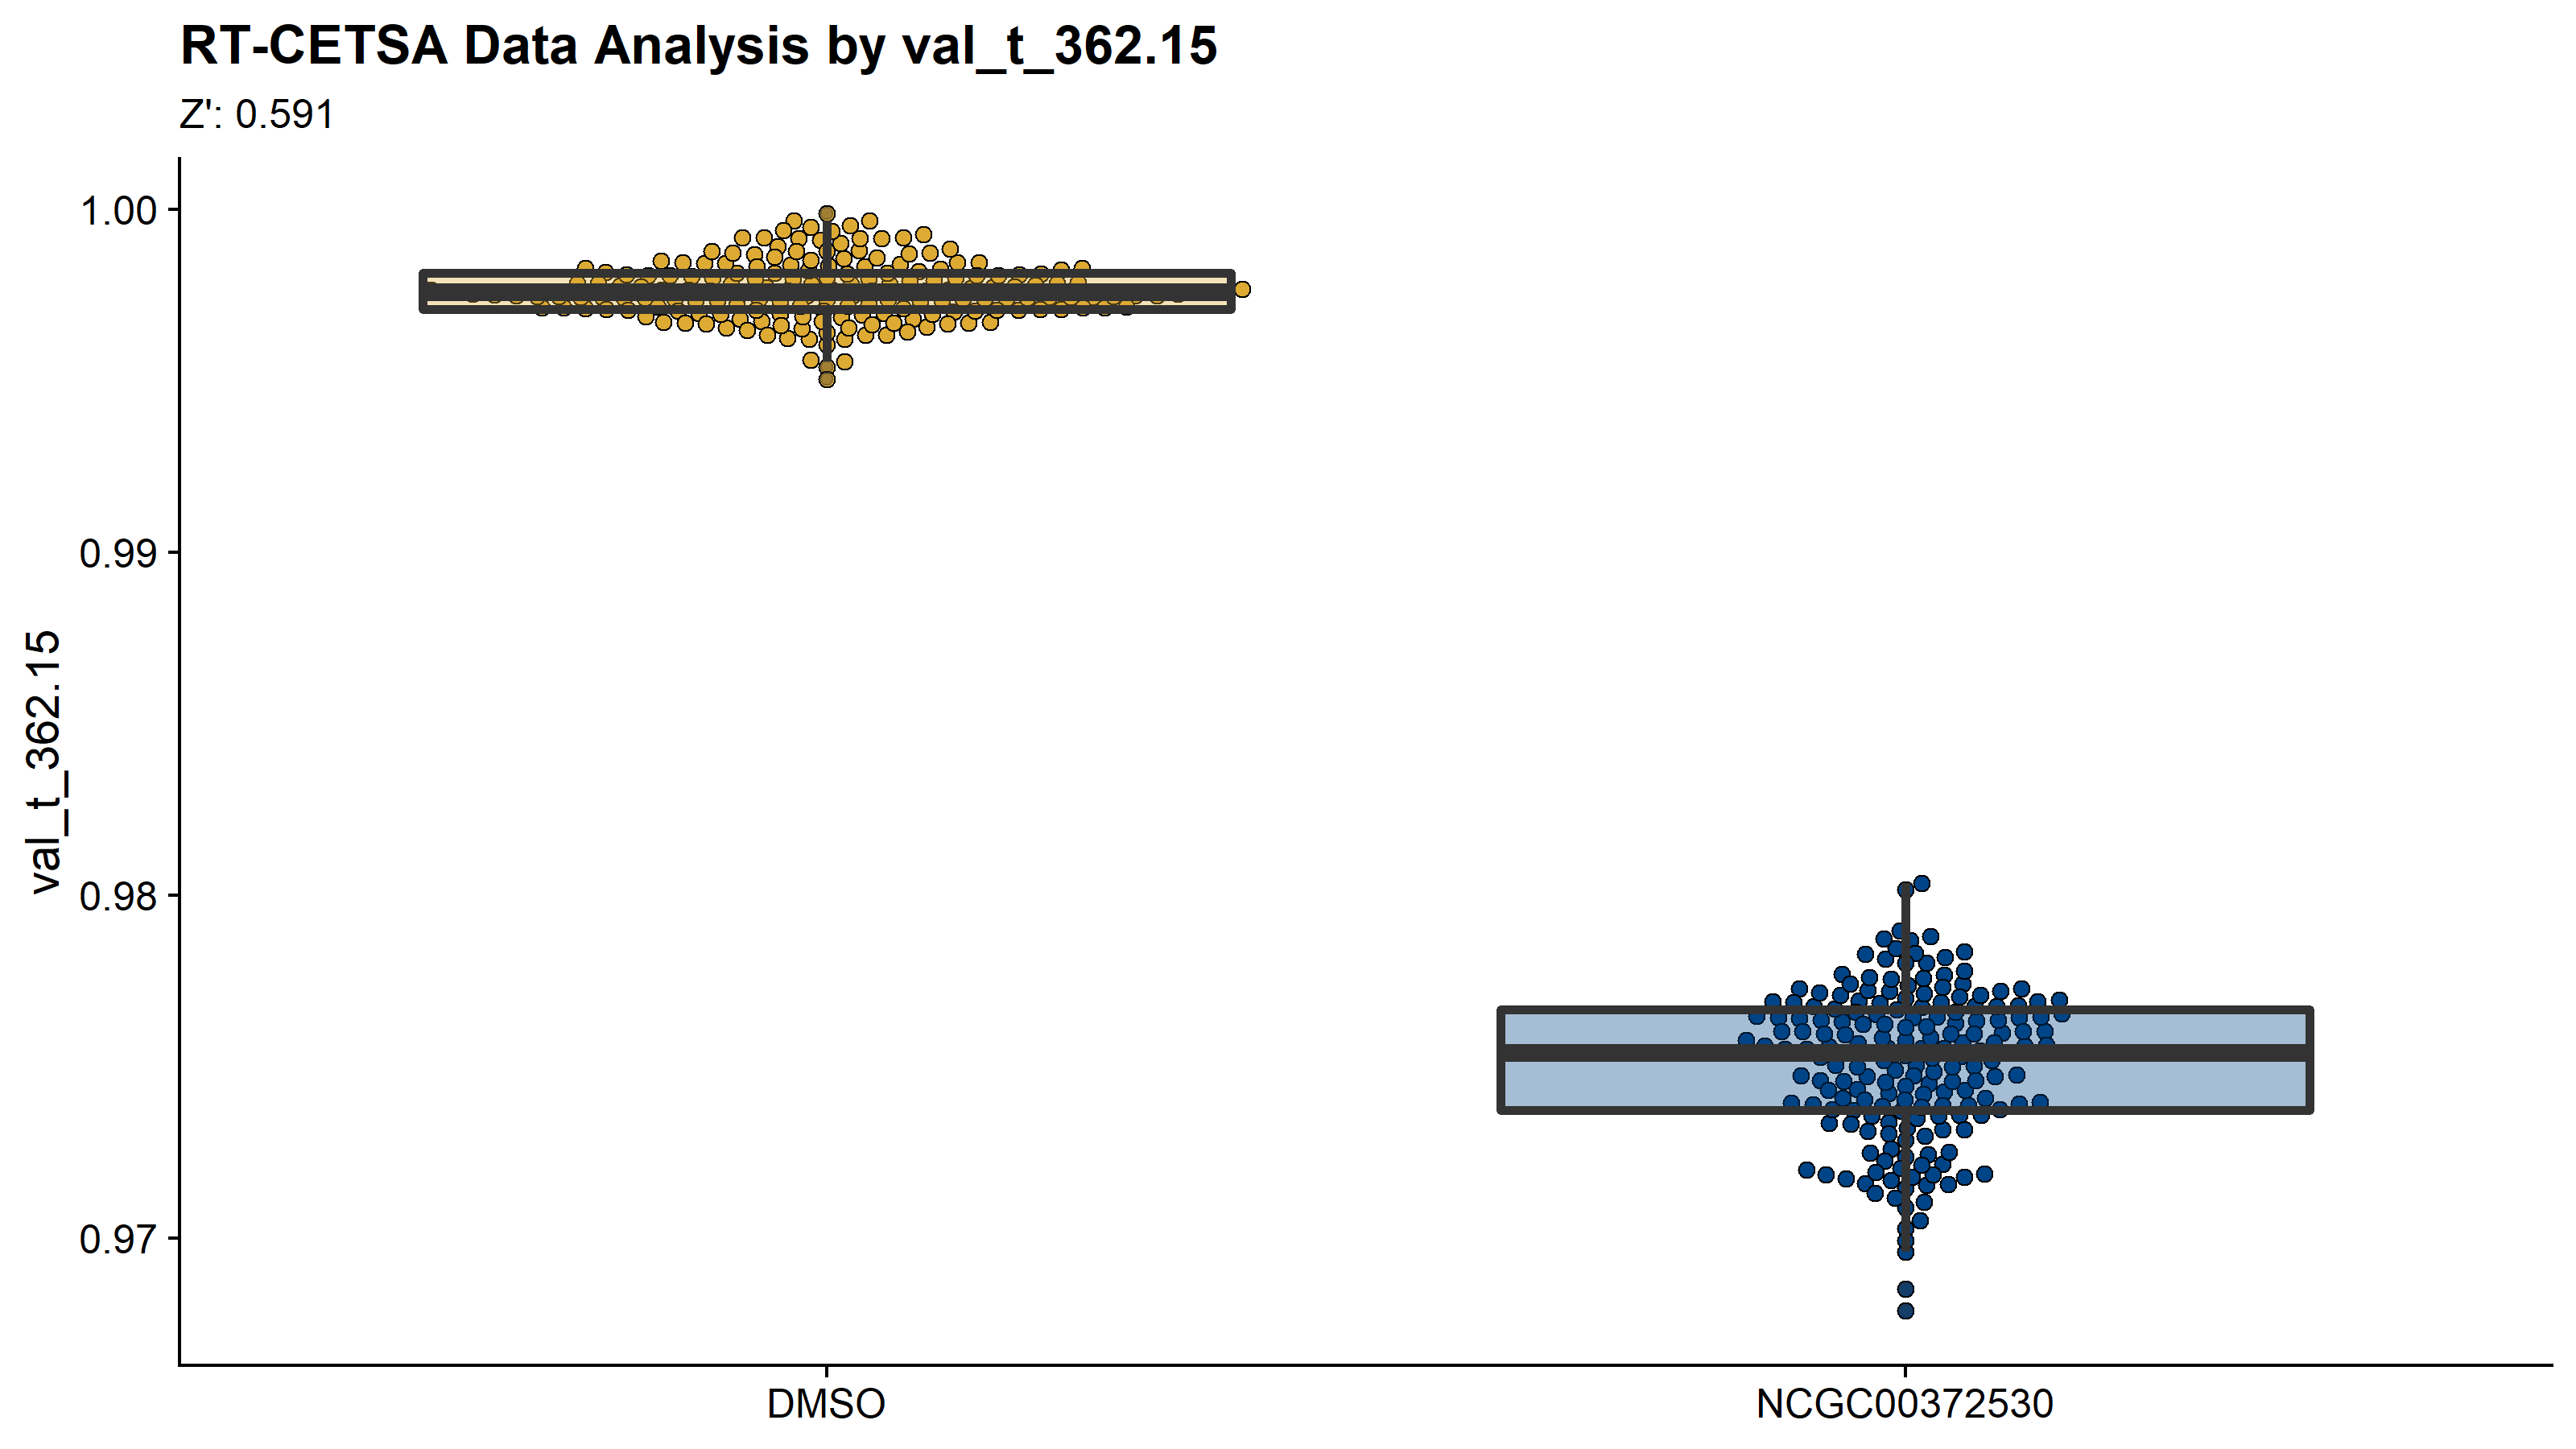 RT-CETSA Data Analysis by val_t_362.15
Z': 0.591
1.00
0.99
0.98
0.97
val_t_362.15
DMSO
NCGC00372530